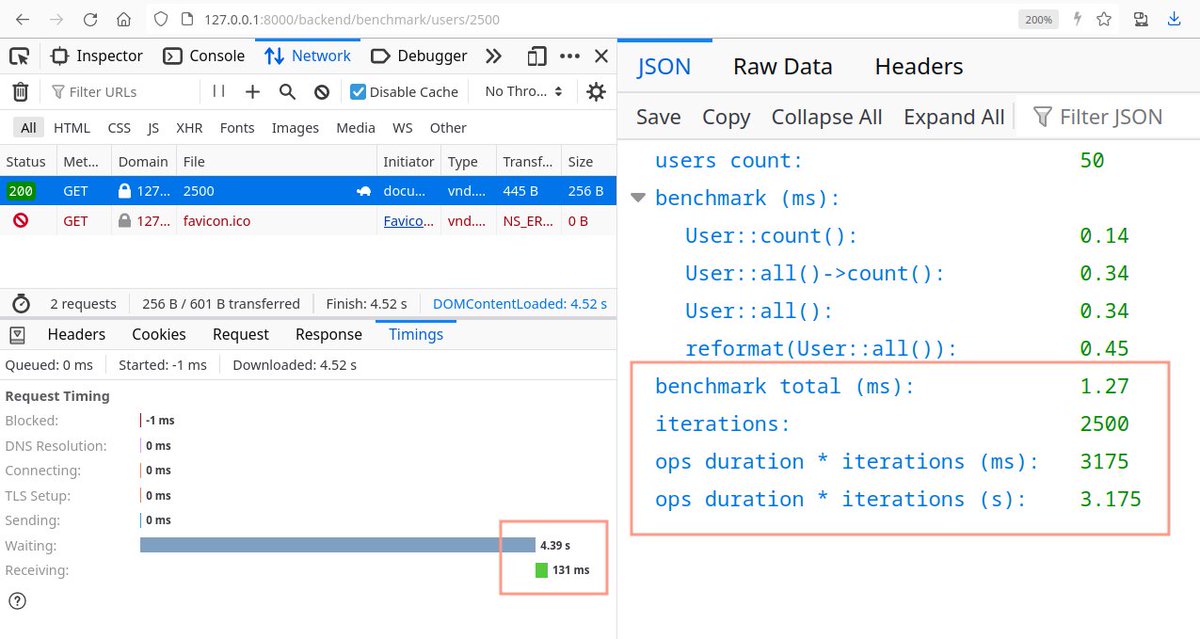 127.0.0.1:8000/backend/benchmark/users/2500 200%
Inspector Console Network Debugger
Filter URLs Disable Cache No Thro...
All HTML CSS JS XHR Fonts Images Media WS Other
Status Met... Domain File Initiator Type Transf... Size
200 GET 127.... 2500 docu... vnd.... 445 B 256 B
GET 127.... favicon.ico Favico... vnd.... NS_ER... 0 B
2 requests 256 B / 601 B transferred Finish: 4.52 s DOMContentLoaded: 4.52 s
Headers Cookies Request Response Timings
Queued: 0 ms Started: -1 ms Downloaded: 4.52 s
Request Timing
Blocked: -1 ms
DNS Resolution: 0 ms
Connecting: 0 ms
TLS Setup: 0 ms
Sending: 0 ms
Waiting: 4.39 s
Receiving: 131 ms
JSON Raw Data Headers
Save Copy Collapse All Expand All Filter JSON
users count: 50
benchmark (ms):
User::count(): 0.14
User::all()->count(): 0.34
User::all(): 0.34
reformat(User::all()): 0.45
benchmark total (ms): 1.27
iterations: 2500
ops duration * iterations (ms): 3175
ops duration * iterations (s): 3.175